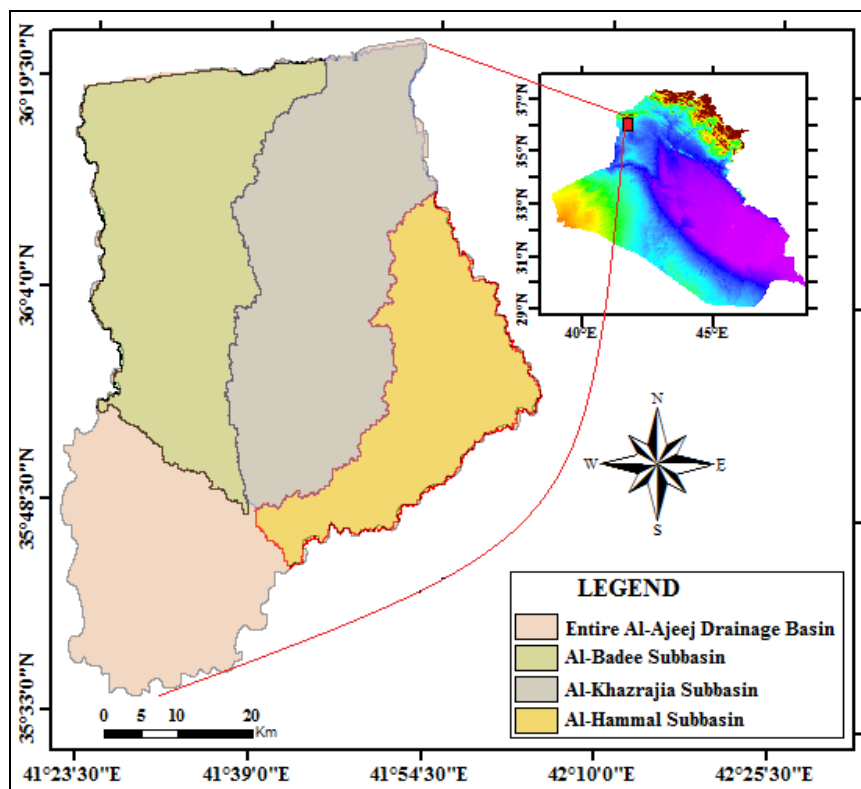 36°19'30"N
36°4'0"N
35°48'30"N
35°33'0"N
37°N
35°N
33°N
31°N
29°N
40°E 45°E
N
W E
S
LEGEND
Entire Al-Ajeej Drainage Basin
Al-Badee Subbasin
Al-Khazrajia Subbasin
Al-Hammal Subbasin
0 5 10 20
Km
41°23'30"E 41°39'0"E 41°54'30"E 42°10'0"E 42°25'30"E